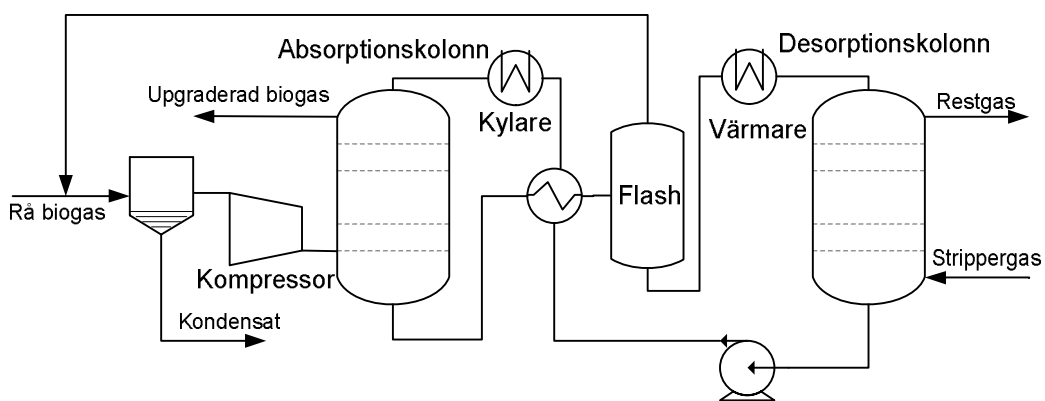 Absorptionskolonn
Desorptionskolonn
Upgraderad biogas
Kylare
Värmare
Restgas
Rå biogas
Flash
Kompressor
Strippergas
Kondensat